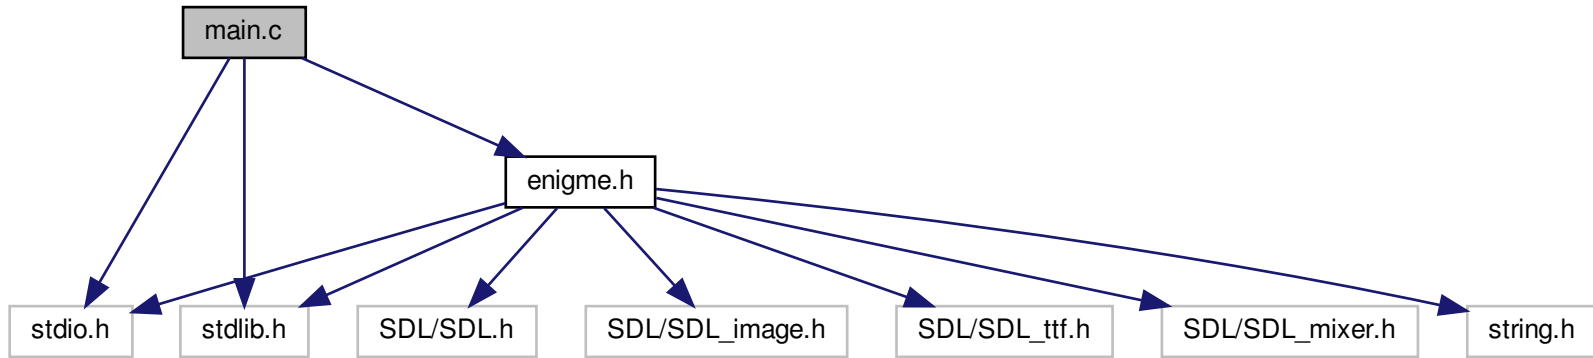 main.c
enigme.h
stdio.h
stdlib.h
SDL/SDL.h
SDL/SDL_image.h
SDL/SDL_ttf.h
SDL/SDL_mixer.h
string.h